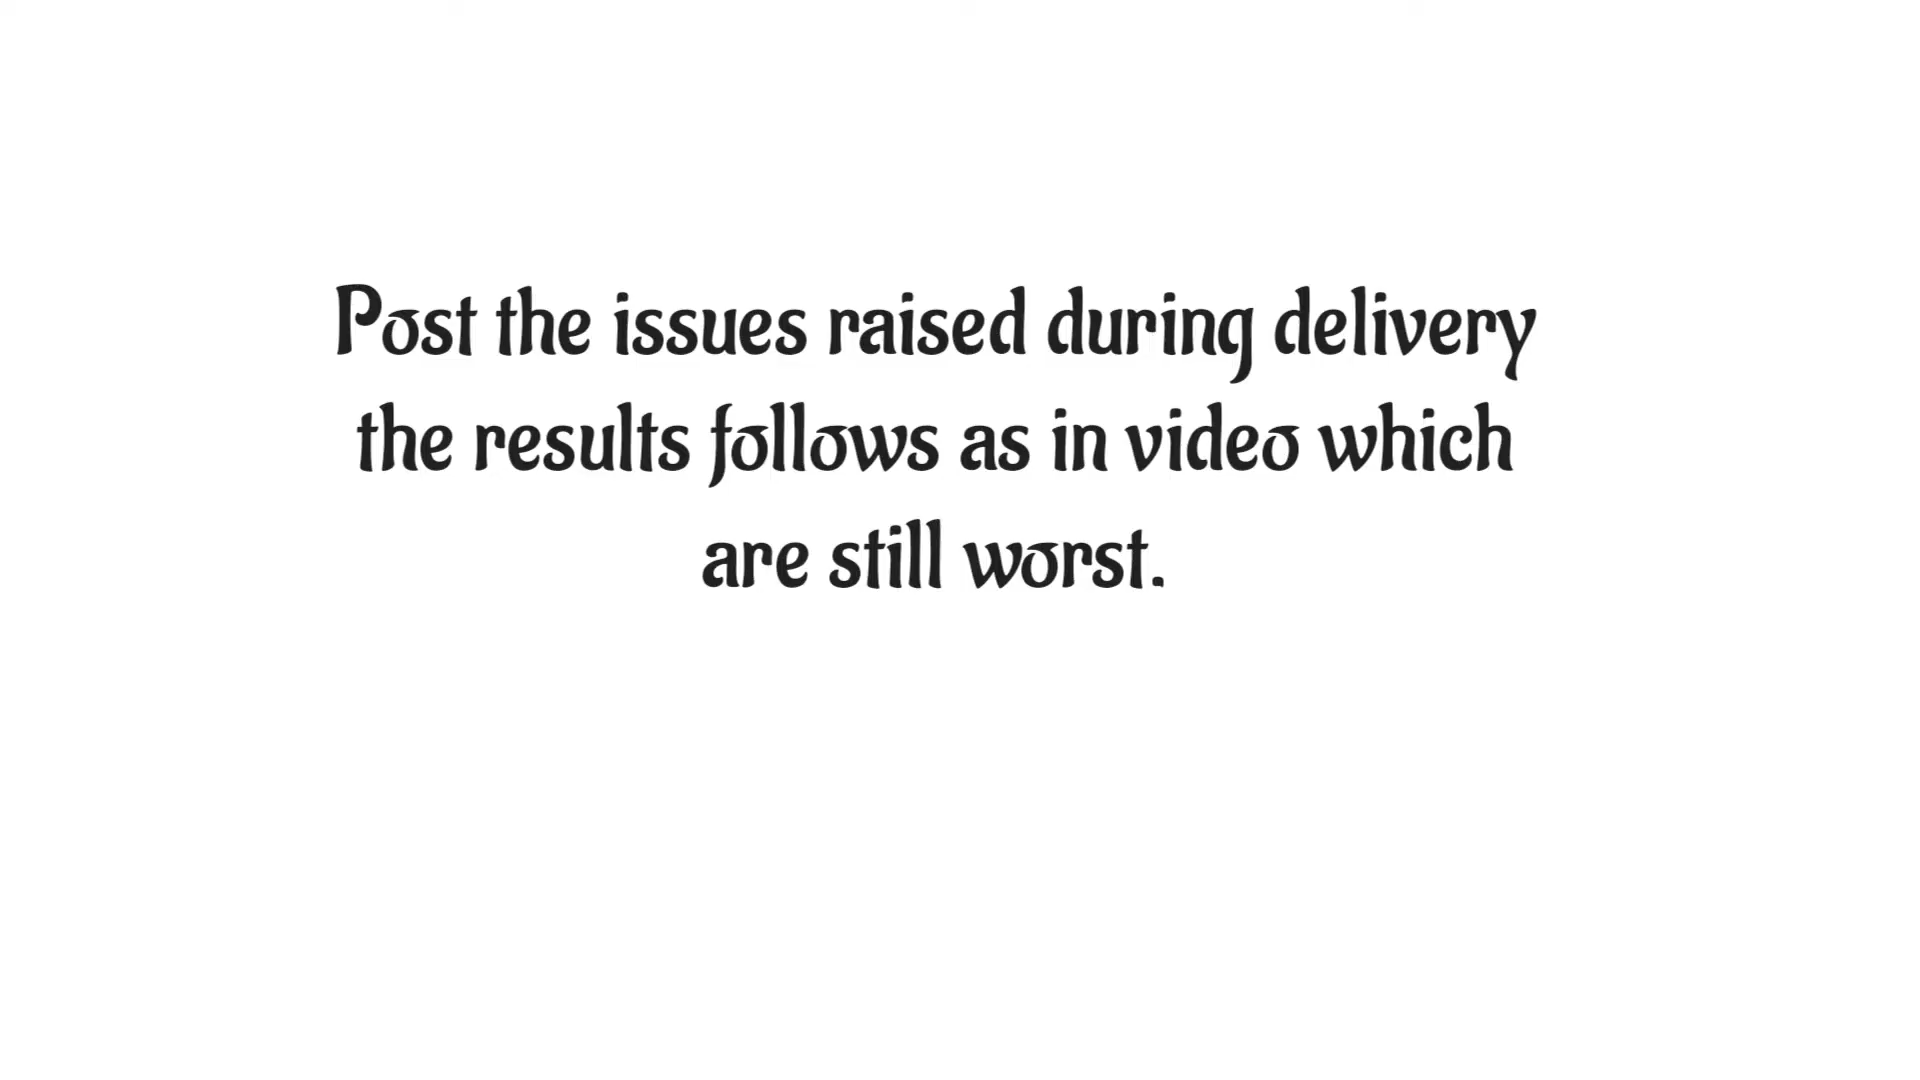 Post the issues raised during delivery
the results follows as in video which
are still worst.